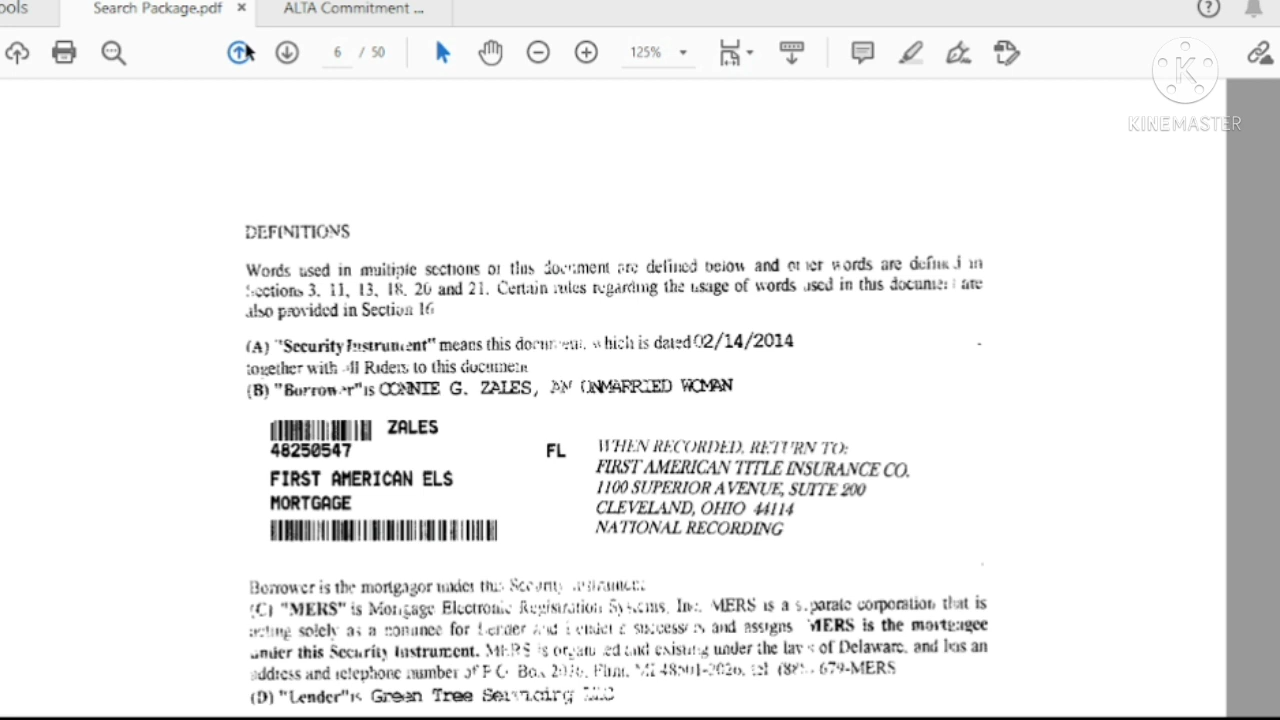 ools Search Package.pdf × ALTA Commitment ...
6 / 50 125%
KINEMASTER
DEFINITIONS
Words used in multiple sections of this document are defined below and other words are defined in
Sections 3, 11, 13, 18, 20 and 21. Certain rules regarding the usage of words used in this document are
also provided in Section 16
(A) "Security Instrument" means this document, which is dated 02/14/2014
together with all Riders to this document
(B) "Borrower" is CONNIE G. ZALES, AN UNMARRIED WOMAN
ZALES
48250547
FIRST AMERICAN ELS
MORTGAGE
FL
WHEN RECORDED, RETURN TO:
FIRST AMERICAN TITLE INSURANCE CO.
1100 SUPERIOR AVENUE, SUITE 200
CLEVELAND, OHIO 44114
NATIONAL RECORDING
Borrower is the mortgagor under this Security Instrument
(C) "MERS" is Mortgage Electronic Registration Systems, Inc. MERS is a separate corporation that is
acting solely as a nominee for Lender and Lender's successors and assigns MERS is the mortgagee
under this Security Instrument. MERS is organized and existing under the laws of Delaware, and has an
address and telephone number of P.O. Box 2026, Flint, MI 48501-2026, tel (888) 679-MERS
(D) "Lender" is Green Tree Servicing LLC